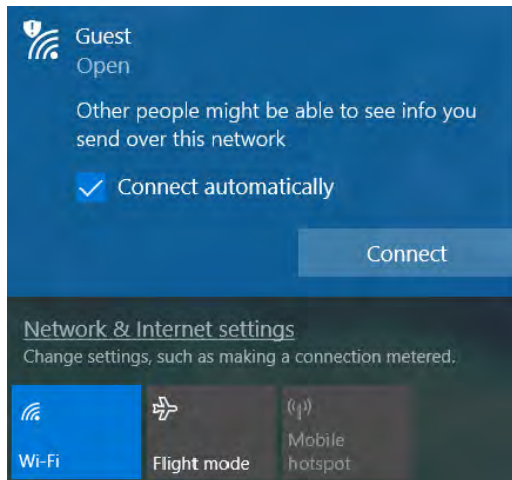 Guest
Open
Other people might be able to see info you
send over this network
Connect automatically
Connect
Network & Internet settings
Change settings, such as making a connection metered.
Wi-Fi
Flight mode
Mobile
hotspot